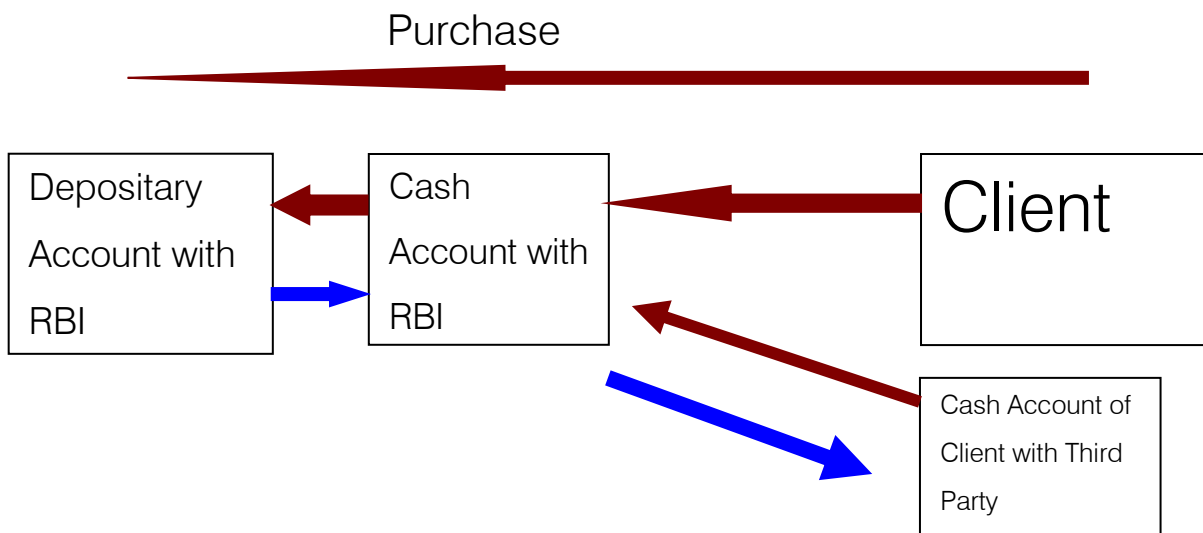 Purchase
Depositary
Account with
RBI
Cash
Account with
RBI
Client
Cash Account of
Client with Third
Party